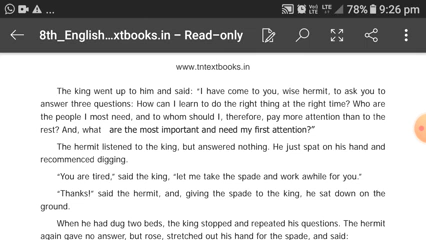 78% 9:26 pm
8th_English...xtbooks.in – Read–only
www.tntextbooks.in
The king went up to him and said: "I have come to you, wise hermit, to ask you to
answer three questions: How can I learn to do the right thing at the right time? Who are
the people I most need, and to whom should I, therefore, pay more attention than to the
rest? And, what are the most important and need my first attention?"
The hermit listened to the king, but answered nothing. He just spat on his hand and
recommenced digging.
"You are tired," said the king, "let me take the spade and work awhile for you."
"Thanks!" said the hermit, and, giving the spade to the king, he sat down on the
ground.
When he had dug two beds, the king stopped and repeated his questions. The hermit
again gave no answer, but rose, stretched out his hand for the spade, and said: